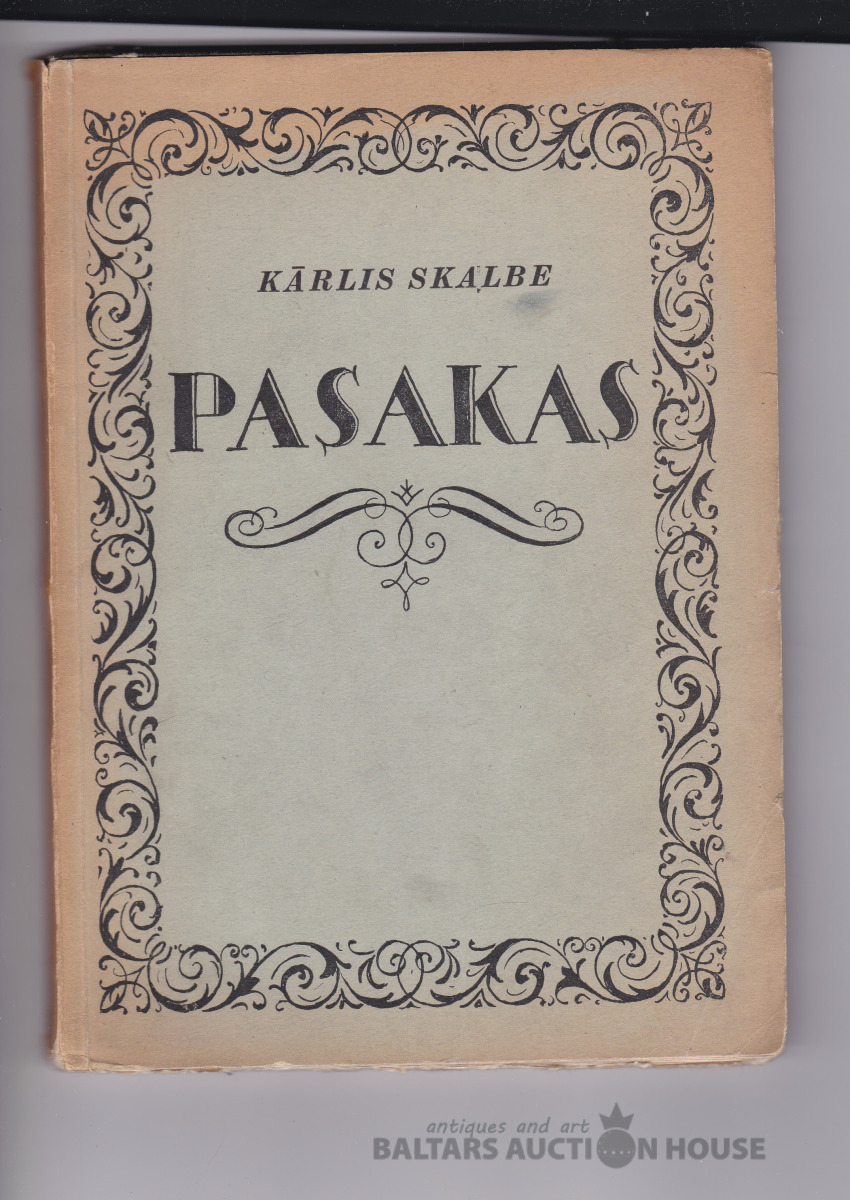 KĀRLIS SKAĻBE
PASAKAS
antiques and art
BALTARS AUCTION HOUSE